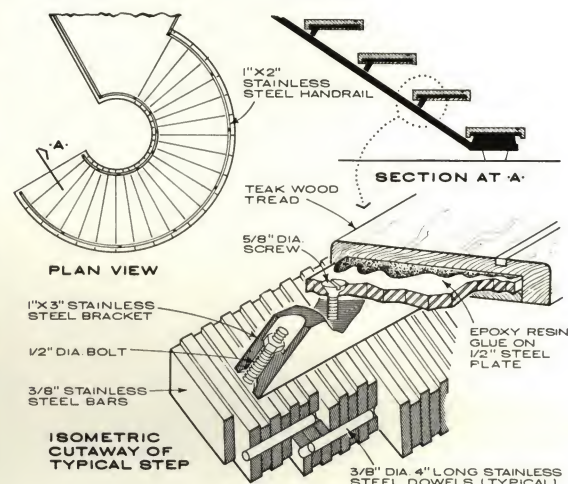 1"X2"
STAINLESS
STEEL HANDRAIL
·A·
PLAN VIEW
SECTION AT ·A·
TEAK WOOD
TREAD
5/8" DIA.
SCREW
1"X3" STAINLESS
STEEL BRACKET
1/2" DIA. BOLT
3/8" STAINLESS
STEEL BARS
EPOXY RESIN
GLUE ON
1/2" STEEL
PLATE
ISOMETRIC
CUTAWAY OF
TYPICAL STEP
3/8" DIA. 4" LONG STAINLESS
STEEL DOWELS (TYPICAL)